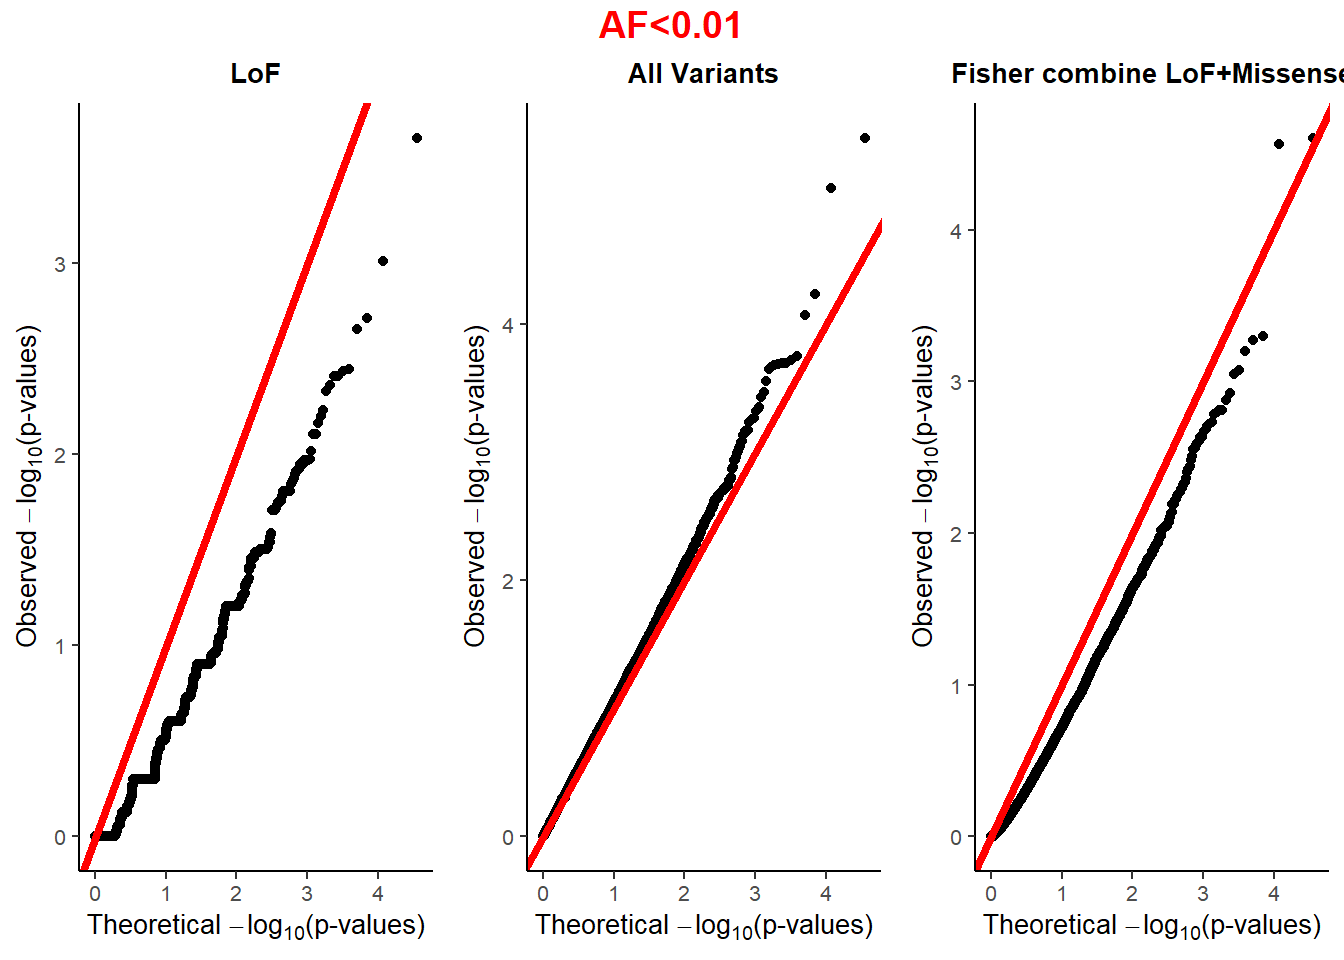 AF<0.01
LoF
All Variants
Fisher combine LoF+Missense
Observed −log10(p-values)
3
2
1
0
0 1 2 3 4
Theoretical −log10(p-values)
Observed −log10(p-values)
4
2
0
0 1 2 3 4
Theoretical −log10(p-values)
Observed −log10(p-values)
4
3
2
1
0
0 1 2 3 4
Theoretical −log10(p-values)